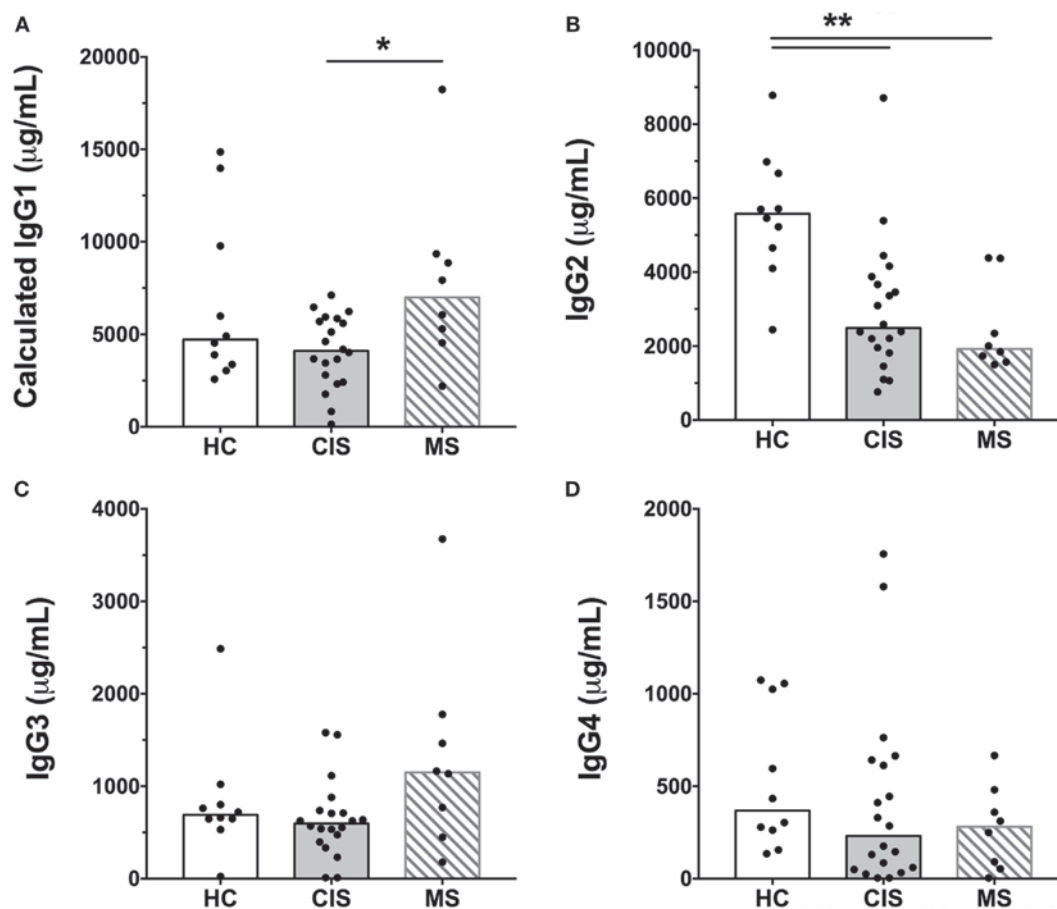 A
Calculated IgG1 (μg/mL)
20000
15000
10000
5000
0
*
HC CIS MS
B
IgG2 (μg/mL)
10000
8000
6000
4000
2000
0
**
HC CIS MS
C
IgG3 (μg/mL)
4000
3000
2000
1000
0
HC CIS MS
D
IgG4 (μg/mL)
2000
1500
1000
500
0
HC CIS MS